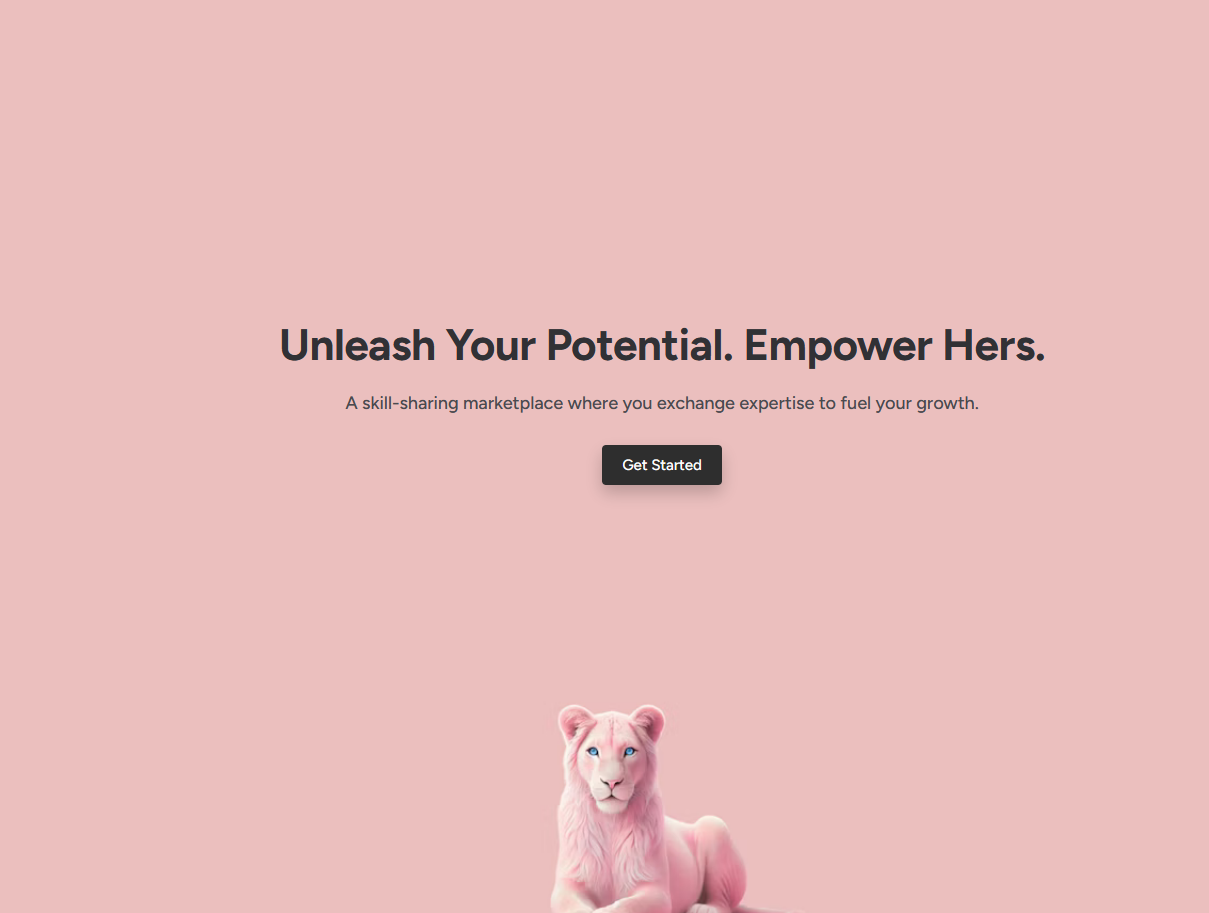 Unleash Your Potential. Empower Hers.
A skill-sharing marketplace where you exchange expertise to fuel your growth.
Get Started